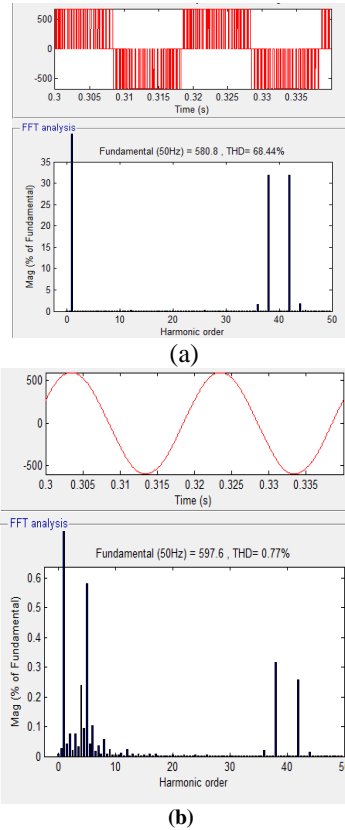 500
0
-500
0.3 0.305 0.31 0.315 0.32 0.325 0.33 0.335
Time (s)
FFT analysis
Fundamental (50Hz) = 580.8 , THD= 68.44%
Mag (% of Fundamental)
35
30
25
20
15
10
5
0
0 10 20 30 40 50
Harmonic order
(a)
500
0
-500
0.3 0.305 0.31 0.315 0.32 0.325 0.33 0.335
Time (s)
FFT analysis
Fundamental (50Hz) = 597.6 , THD= 0.77%
Mag (% of Fundamental)
0.6
0.5
0.4
0.3
0.2
0.1
0
0 10 20 30 40 50
Harmonic order
(b)